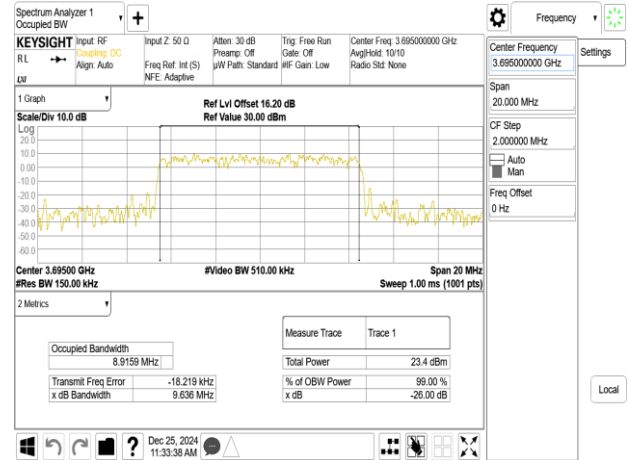 Spectrum Analyzer 1
Occupied BW
Frequency
KEYSIGHT
RL
LXI
Input: RF
Coupling: DC
Align: Auto
Input Z: 50 Ω
Freq Ref: Int (S)
NFE: Adaptive
Atten: 30 dB
Preamp: Off
µW Path: Standard
Trig: Free Run
Gate: Off
#IF Gain: Low
Center Freq: 3.695000000 GHz
Avg|Hold: 10/10
Radio Std: None
Center Frequency
3.695000000 GHz
Settings
Span
20.000 MHz
CF Step
2.000000 MHz
Auto
Man
Freq Offset
0 Hz
Local
1 Graph
Scale/Div 10.0 dB
Ref Lvl Offset 16.20 dB
Ref Value 30.00 dBm
Log
20.0
10.0
0.00
-10.0
-20.0
-30.0
-40.0
-50.0
-60.0
Center 3.69500 GHz
#Video BW 510.00 kHz
Span 20 MHz
#Res BW 150.00 kHz
Sweep 1.00 ms (1001 pts)
2 Metrics
Measure Trace Trace 1
Occupied Bandwidth
8.9159 MHz
Total Power 23.4 dBm
Transmit Freq Error -18.219 kHz
% of OBW Power 99.00 %
x dB Bandwidth 9.636 MHz
x dB -26.00 dB
Dec 25, 2024
11:33:38 AM